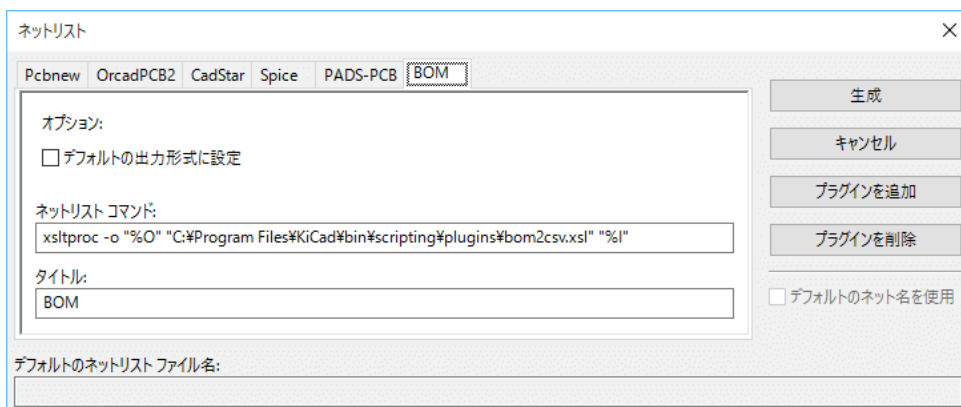 ネットリスト
Pcbnew OrcadPCB2 CadStar Spice PADS-PCB BOM
オプション:
デフォルトの出力形式に設定
ネットリスト コマンド:
xsltproc -o "%O" "C:¥Program Files¥KiCad¥bin¥scripting¥plugins¥bom2csv.xsl" "%I"
タイトル:
BOM
生成
キャンセル
プラグインを追加
プラグインを削除
デフォルトのネット名を使用
デフォルトのネットリスト ファイル名: